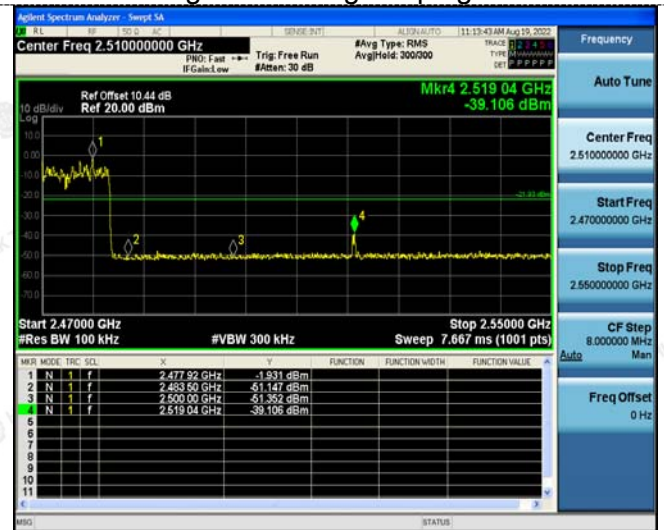 Agilent Spectrum Analyzer - Swept SA
RL RF 50 Ω AC SENSE:INT ALIGN AUTO 11:13:43 AM Aug 19, 2022
Center Freq 2.510000000 GHz
PNO: Fast Trig: Free Run
IFGain:Low #Atten: 30 dB
#Avg Type: RMS
Avg|Hold: 300/300
TRACE 1 2 3 4 5 6
TYPE M
DET P P P P P P
Frequency
Mkr4 2.519 04 GHz
-39.106 dBm
Ref Offset 10.44 dB
10 dB/div Ref 20.00 dBm
Log
10.0
0.00
-10.0
-20.0
-30.0
-40.0
-50.0
-60.0
-70.0
1
2
3
4
-21.93 dBm
Start 2.47000 GHz Stop 2.55000 GHz
#Res BW 100 kHz #VBW 300 kHz Sweep 7.667 ms (1001 pts)
MKR MODE TRC SCL X Y FUNCTION FUNCTION WIDTH FUNCTION VALUE
1 N 1 f 2.477 92 GHz -1.931 dBm
2 N 1 f 2.483 50 GHz -51.147 dBm
3 N 1 f 2.500 00 GHz -51.352 dBm
4 N 1 f 2.519 04 GHz -39.106 dBm
5
6
7
8
9
10
11
MSG STATUS
Auto Tune
Center Freq
2.510000000 GHz
Start Freq
2.470000000 GHz
Stop Freq
2.550000000 GHz
CF Step
8.000000 MHz
Auto Man
Freq Offset
0 Hz